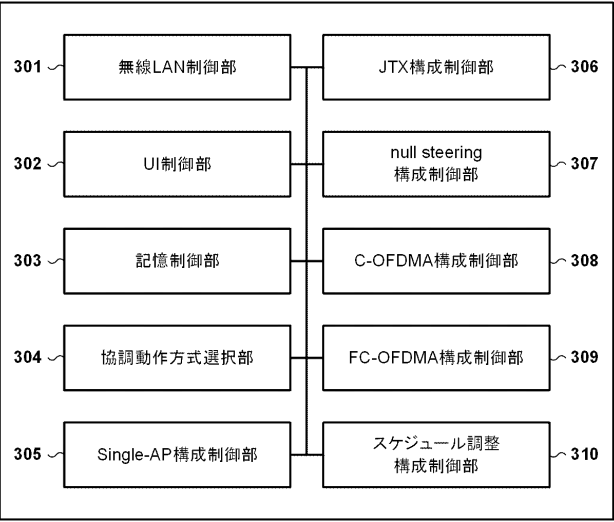 301
無線LAN制御部
302
UI制御部
303
記憶制御部
304
協調動作方式選択部
305
Single-AP構成制御部
JTX構成制御部
306
null steering
構成制御部
307
C-OFDMA構成制御部
308
FC-OFDMA構成制御部
309
スケジュール調整
構成制御部
310